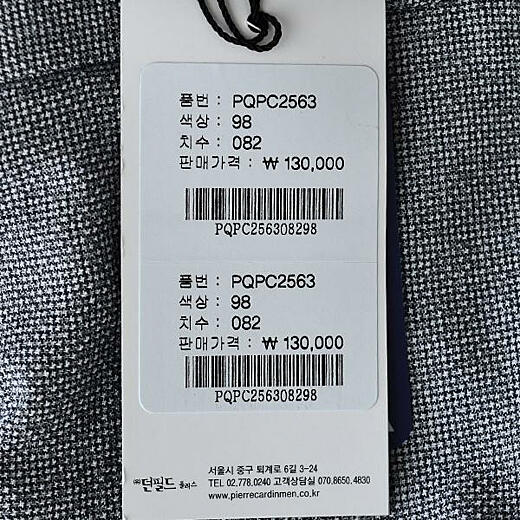 품번 : PQPC2563
색상 : 98
치수 : 082
판매가격 : ₩ 130,000
PQPC256308298
품번 : PQPC2563
색상 : 98
치수 : 082
판매가격 : ₩ 130,000
PQPC256308298
㈜던필드 플러스
서울시 중구 퇴계로 6길 3-24
TEL 02.778.0240 고객상담실 070.8650.4830
www.pierrecardinmen.co.kr